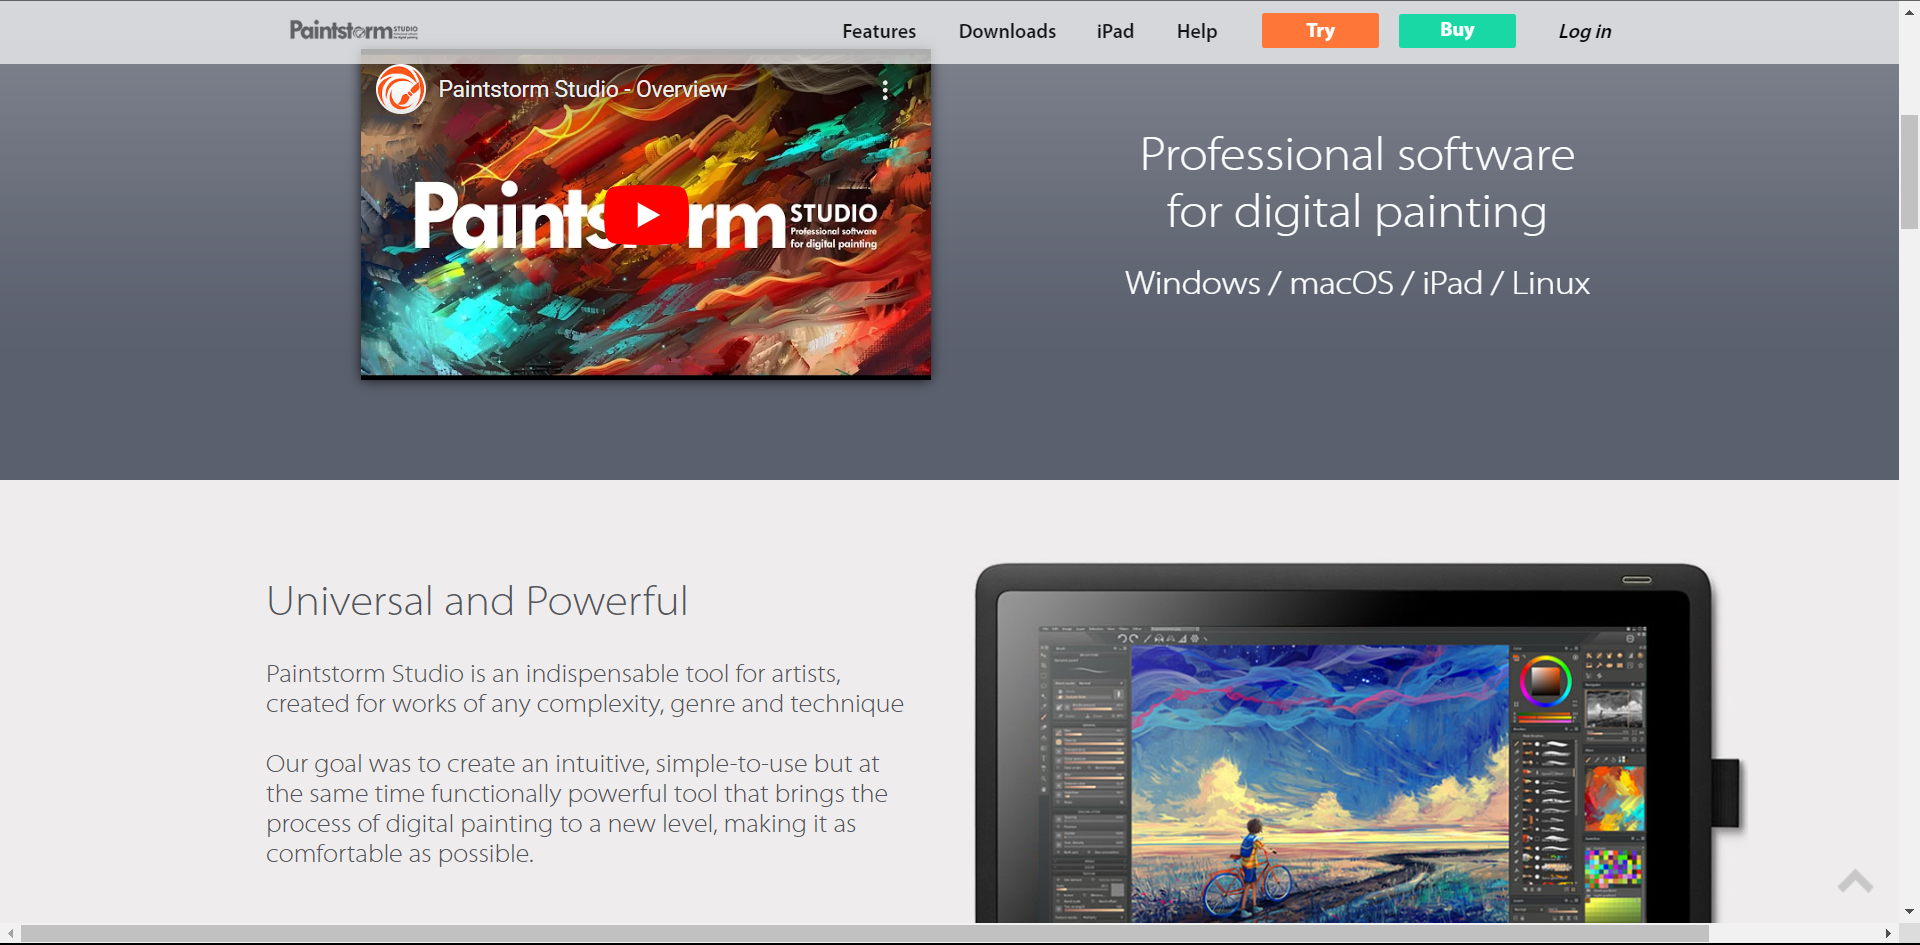 Paintstorm STUDIO
Features
Downloads
iPad
Help
Try
Buy
Log in
Paintstorm Studio - Overview
STUDIO
Professional software
for digital painting
Professional software
for digital painting
Windows / macOS / iPad / Linux
Universal and Powerful
Paintstorm Studio is an indispensable tool for artists,
created for works of any complexity, genre and technique
Our goal was to create an intuitive, simple-to-use but at
the same time functionally powerful tool that brings the
process of digital painting to a new level, making it as
comfortable as possible.